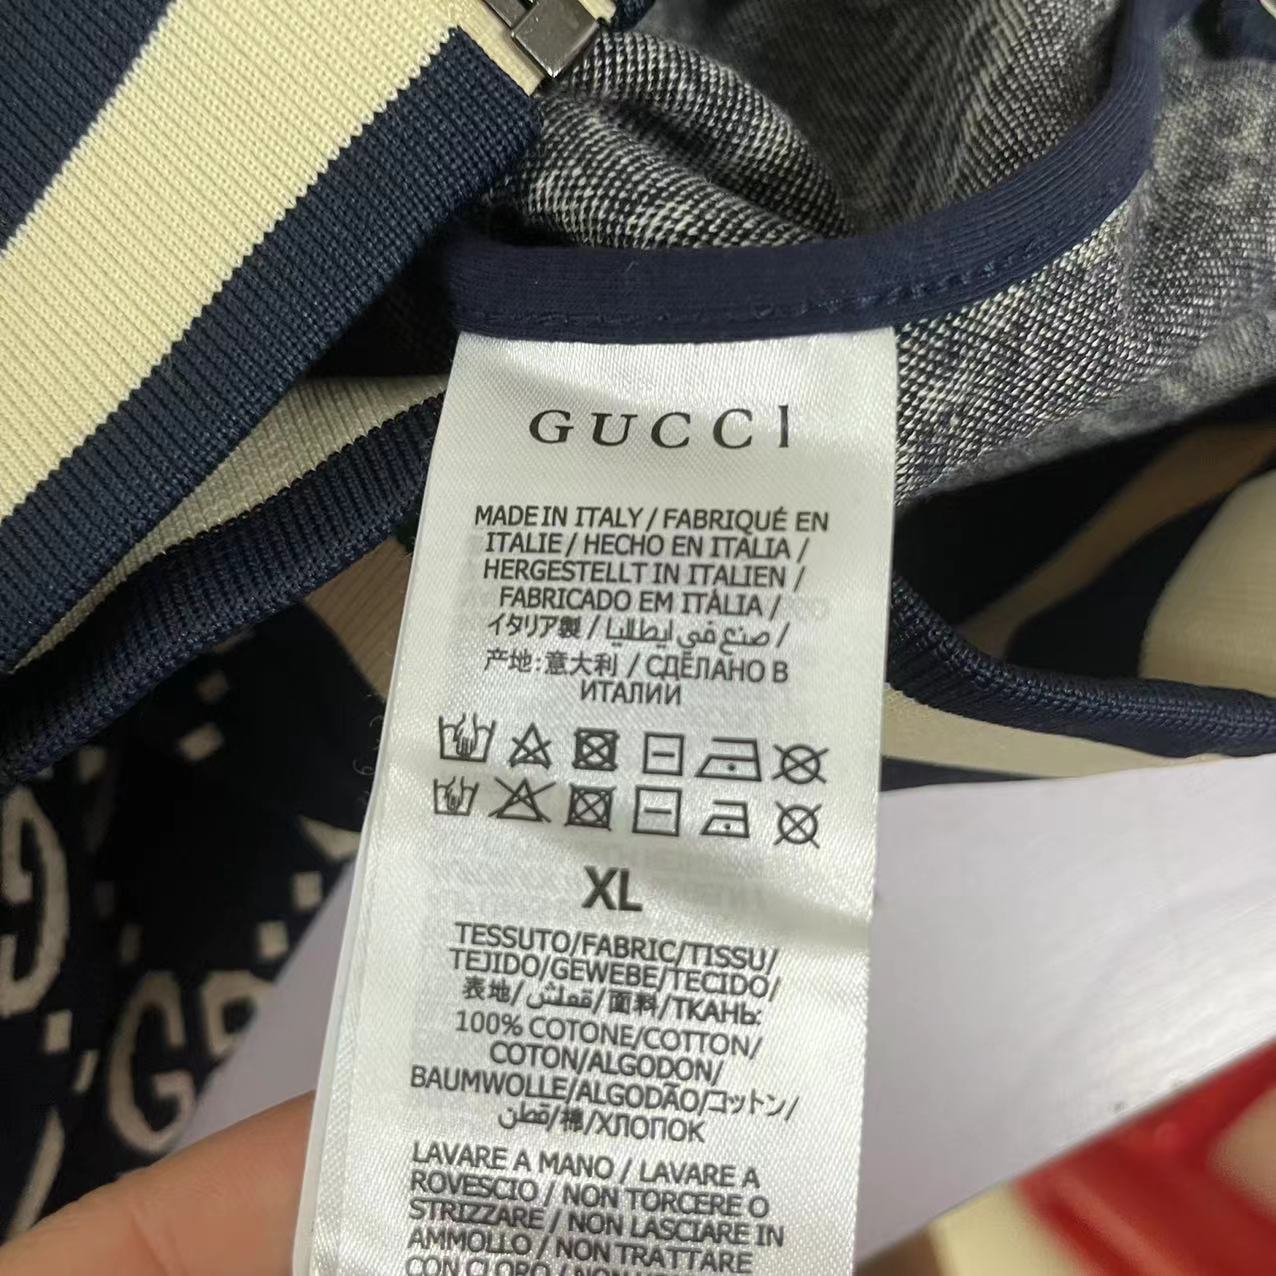 GUCCI
MADE IN ITALY / FABRIQUÉ EN
ITALIE / HECHO EN ITALIA /
HERGESTELLT IN ITALIEN /
FABRICADO EM ITÁLIA /
イタリア製 / صنع في ايطاليا /
产地:意大利 / СДЕЛАНО В
ИТАЛИИ
XL
TESSUTO/FABRIC/TISSU/
TEJIDO/GEWEBE/TECIDO/
表地/قمـلش/面料/ТКАНЬ:
100% COTONE/COTTON/
COTON/ALGODON/
BAUMWOLLE/ALGODÃO/コットン/
قطن/棉/ХЛОПОК
LAVARE A MANO / LAVARE A
ROVESCIO / NON TORCERE O
STRIZZARE / NON LASCIARE IN
AMMOLLO / NON TRATTARE
CON CLORO / NON